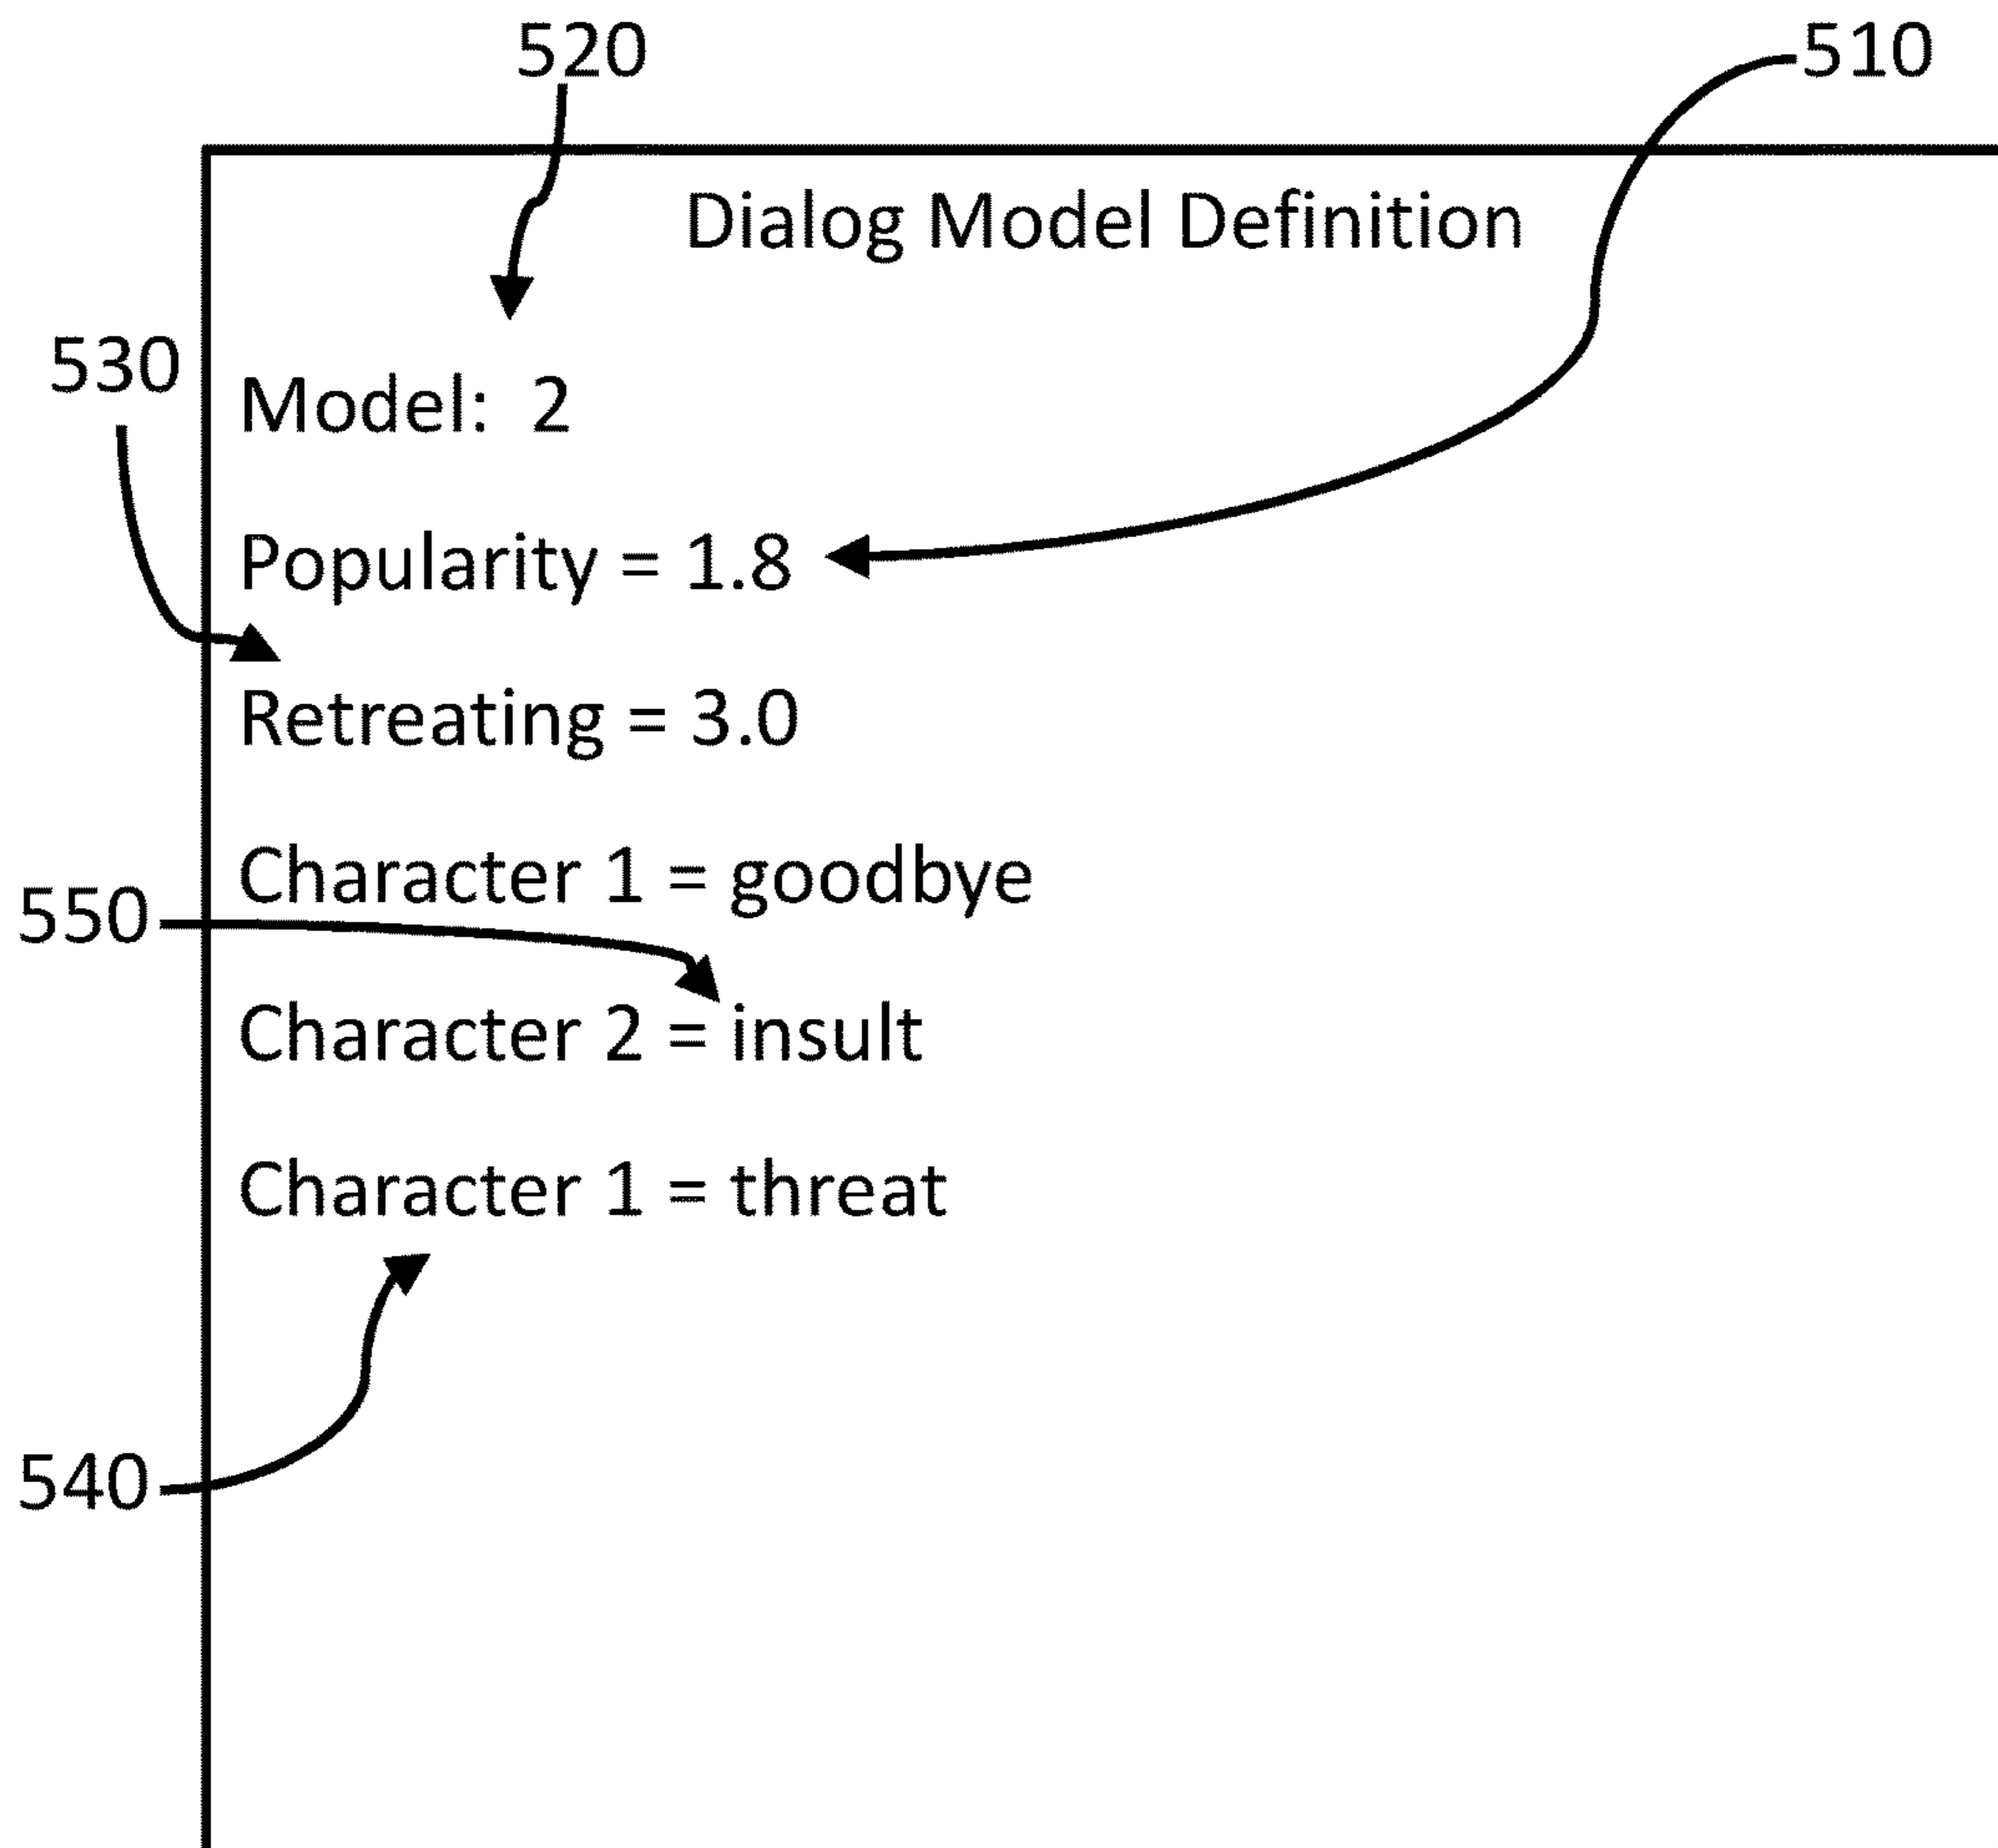 520
510
Dialog Model Definition
530
Model: 2
Popularity = 1.8
Retreating = 3.0
Character 1 = goodbye
550
Character 2 = insult
Character 1 = threat
540